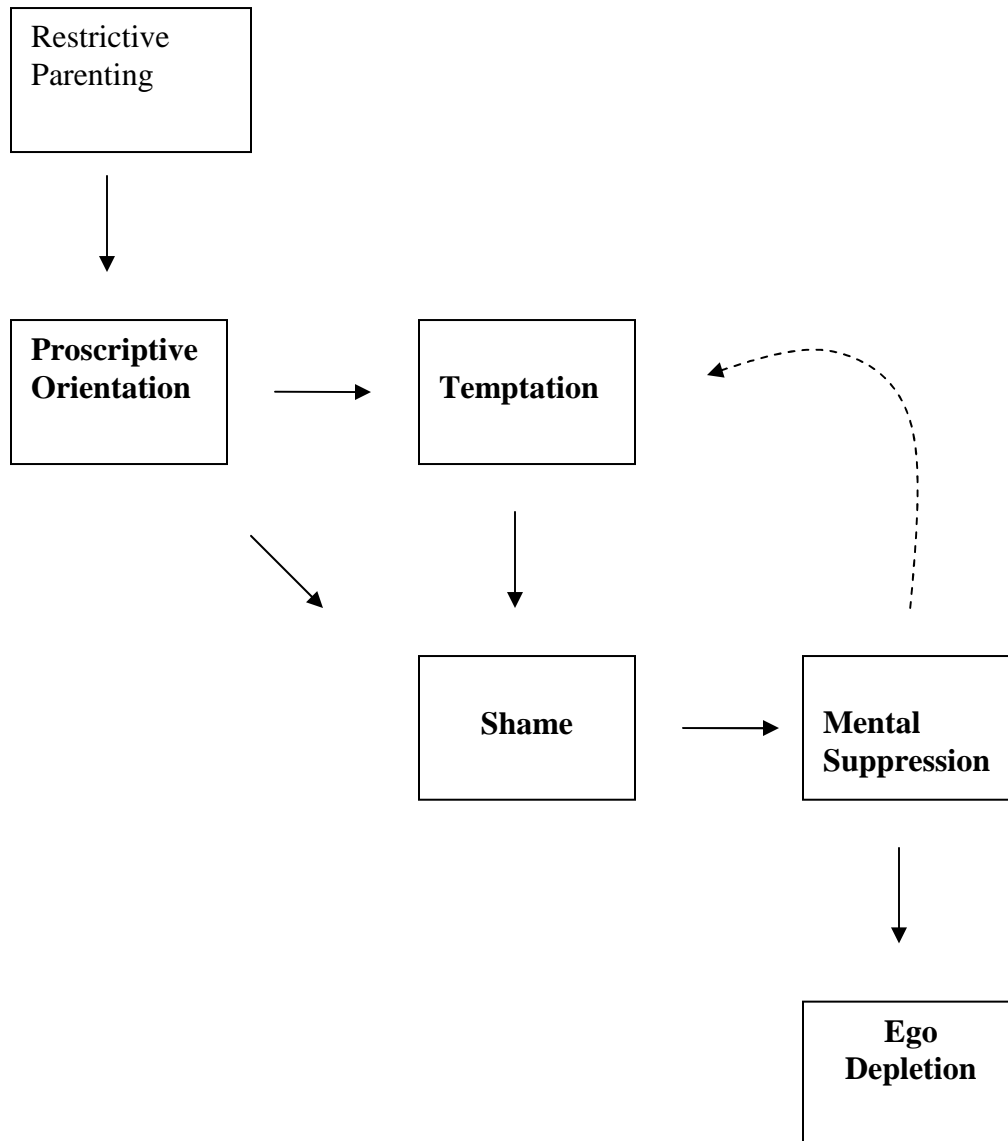 Restrictive
Parenting
Proscriptive
Orientation
Temptation
Shame
Mental
Suppression
Ego
Depletion